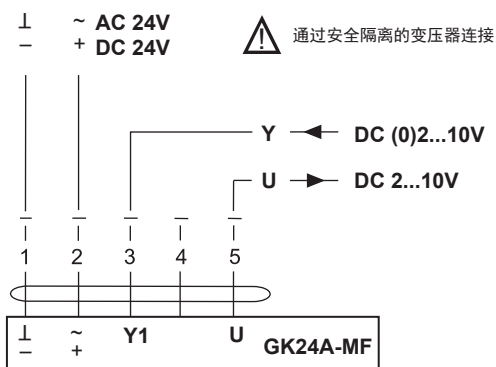 ⊥ ~ AC 24V
– + DC 24V
通过安全隔离的变压器连接
Y DC (0)2...10V
U DC 2...10V
1 2 3 4 5
⊥ ~ Y1 U
– + GK24A-MF